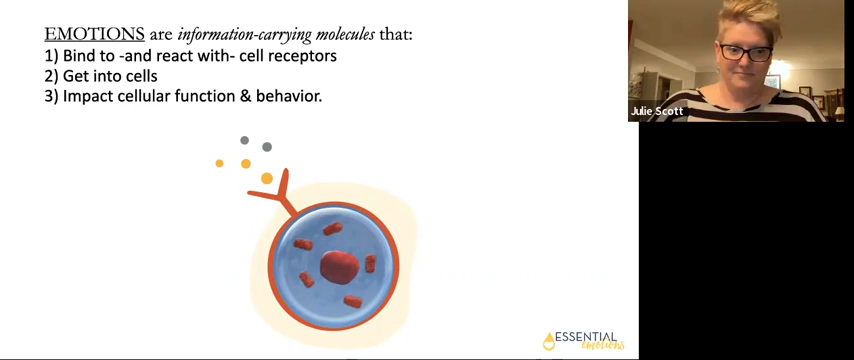 EMOTIONS are information-carrying molecules that:
1) Bind to -and react with- cell receptors
2) Get into cells
3) Impact cellular function & behavior.
Julie Scott
ESSENTIAL
emotions